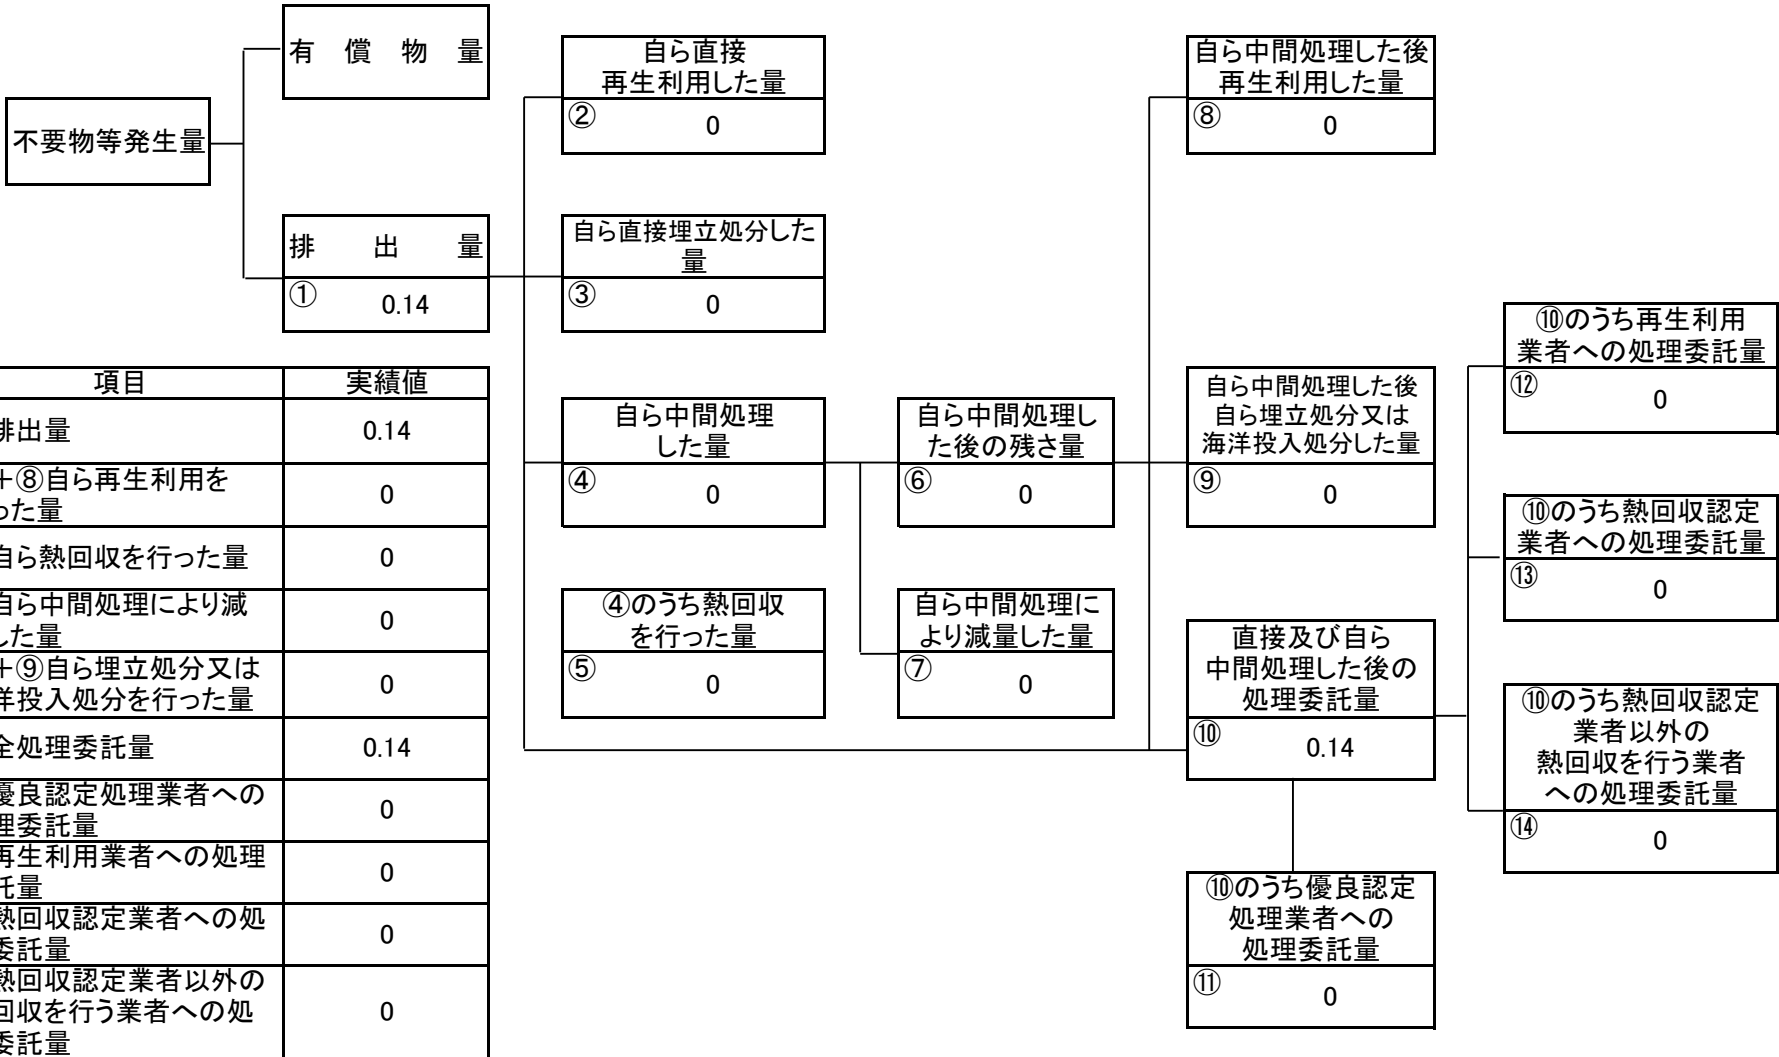 有償物量
不要物等発生量
排出量
① 0.14
自ら直接
再生利用した量
② 0
自ら直接埋立処分した
量
③ 0
自ら中間処理
した量
④ 0
④のうち熱回収
を行った量
⑤ 0
自ら中間処理し
た後の残さ量
⑥ 0
自ら中間処理に
より減量した量
⑦ 0
自ら中間処理した後
再生利用した量
⑧ 0
自ら中間処理した後
自ら埋立処分又は
海洋投入処分した量
⑨ 0
直接及び自ら
中間処理した後の
処理委託量
⑩ 0.14
⑩のうち優良認定
処理業者への
処理委託量
⑪ 0
⑩のうち再生利用
業者への処理委託量
⑫ 0
⑩のうち熱回収認定
業者への処理委託量
⑬ 0
⑩のうち熱回収認定
業者以外の
熱回収を行う業者
への処理委託量
⑭ 0
項目 実績値
排出量 0.14
+⑧自ら再生利用を
った量 0
自ら熱回収を行った量 0
自ら中間処理により減
した量 0
+⑨自ら埋立処分又は
洋投入処分を行った量 0
全処理委託量 0.14
優良認定処理業者への
理委託量 0
再生利用業者への処理
託量 0
熱回収認定業者への処
委託量 0
熱回収認定業者以外の
回収を行う業者への処
委託量 0